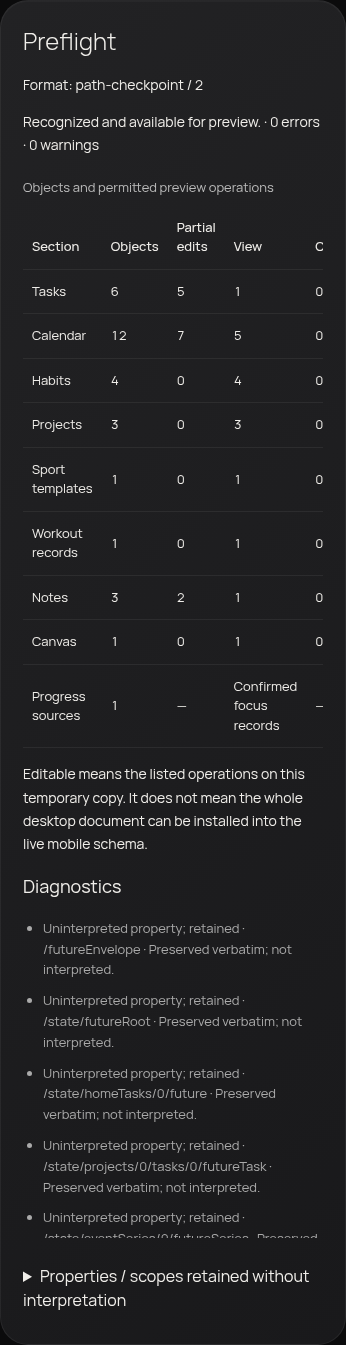 Preflight
Format: path-checkpoint / 2
Recognized and available for preview. · 0 errors
· 0 warnings
Objects and permitted preview operations
Section Objects Partial edits View C
Tasks 6 5 1 0
Calendar 12 7 5 0
Habits 4 0 4 0
Projects 3 0 3 0
Sport templates 1 0 1 0
Workout records 1 0 1 0
Notes 3 2 1 0
Canvas 1 0 1 0
Progress sources 1 — Confirmed focus records —
Editable means the listed operations on this
temporary copy. It does not mean the whole
desktop document can be installed into the
live mobile schema.
Diagnostics
• Uninterpreted property; retained ·
/futureEnvelope · Preserved verbatim; not
interpreted.
• Uninterpreted property; retained ·
/state/futureRoot · Preserved verbatim; not
interpreted.
• Uninterpreted property; retained ·
/state/homeTasks/0/future · Preserved
verbatim; not interpreted.
• Uninterpreted property; retained ·
/state/projects/0/tasks/0/futureTask ·
Preserved verbatim; not interpreted.
• Uninterpreted property; retained ·
/state/eventSeries/0/futureSeries · Preserved
▶ Properties / scopes retained without
interpretation